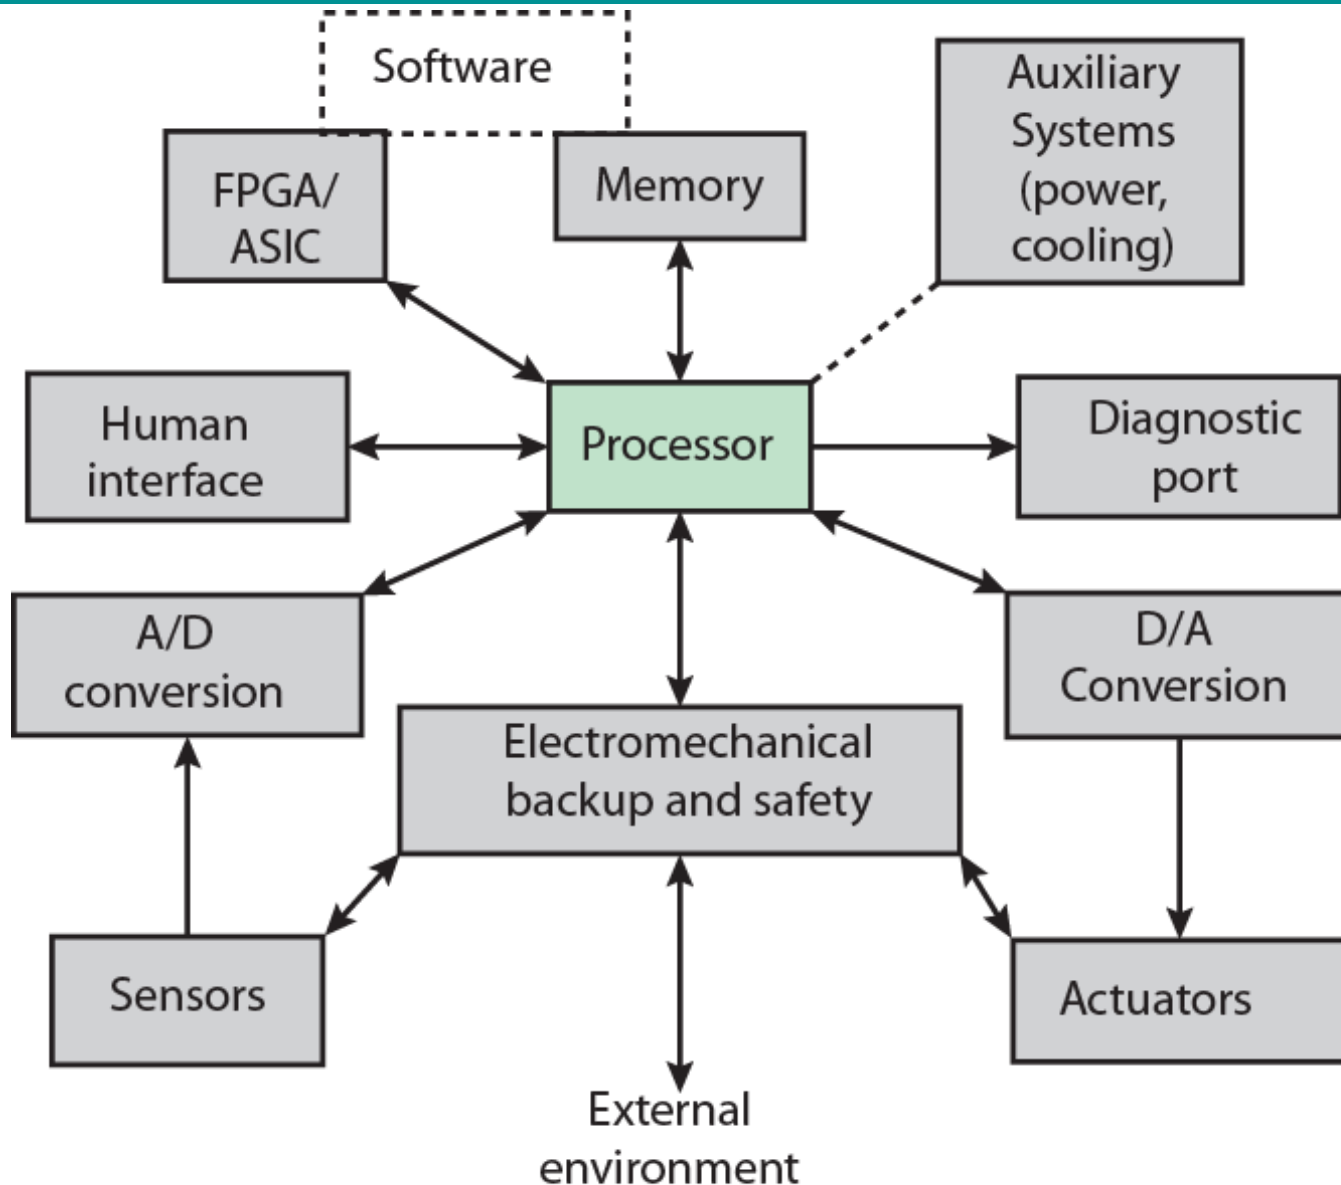 Software
Auxiliary
Systems
(power,
cooling)
FPGA/
ASIC
Memory
Human
interface
Processor
Diagnostic
port
A/D
conversion
D/A
Conversion
Electromechanical
backup and safety
Sensors
Actuators
External
environment